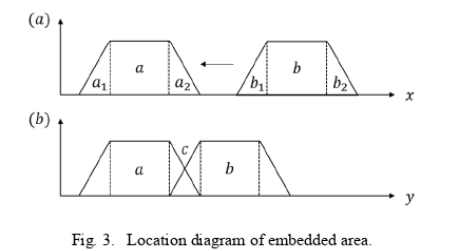 (a)
a₁ a a₂ b₁ b b₂
x
(b)
a c b
y
Fig. 3. Location diagram of embedded area.